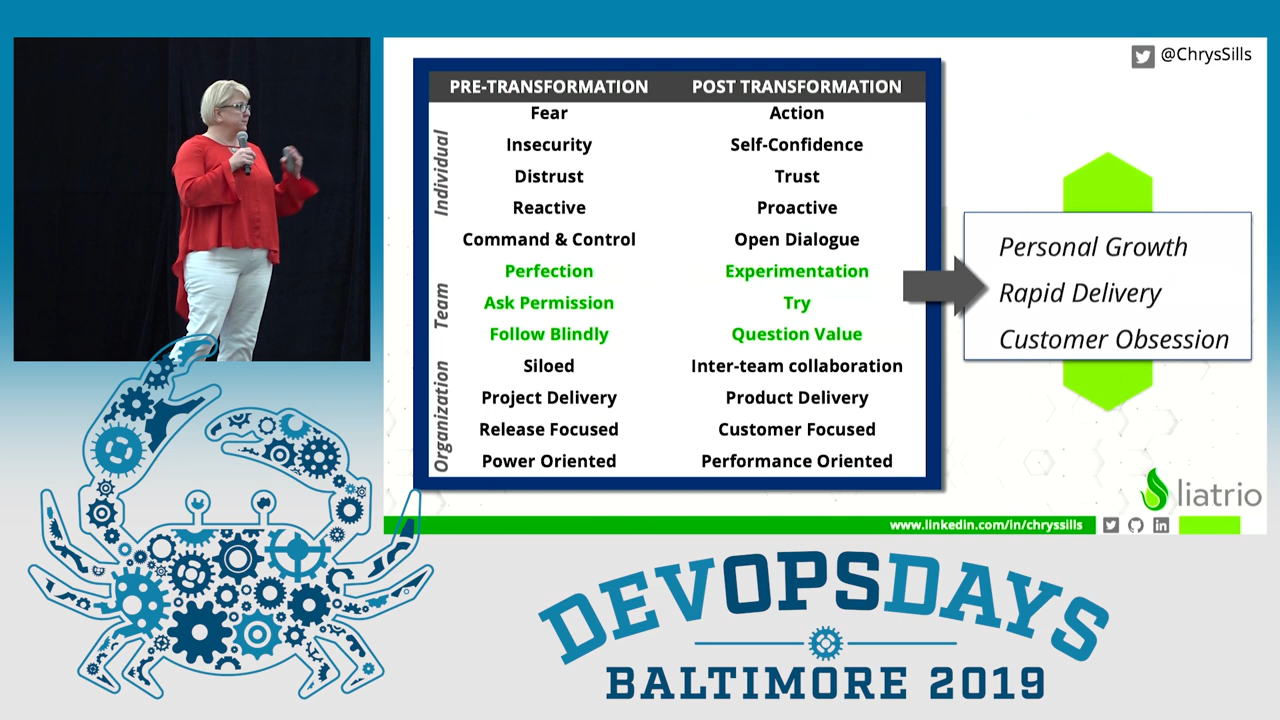 @ChrysSills
PRE-TRANSFORMATION POST TRANSFORMATION
Individual
Fear Action
Insecurity Self-Confidence
Distrust Trust
Reactive Proactive
Command & Control Open Dialogue
Team
Perfection Experimentation
Ask Permission Try
Follow Blindly Question Value
Organization
Siloed Inter-team collaboration
Project Delivery Product Delivery
Release Focused Customer Focused
Power Oriented Performance Oriented
Personal Growth
Rapid Delivery
Customer Obsession
liatrio
www.linkedin.com/in/chryssills
DEVOPSDAYS
BALTIMORE 2019